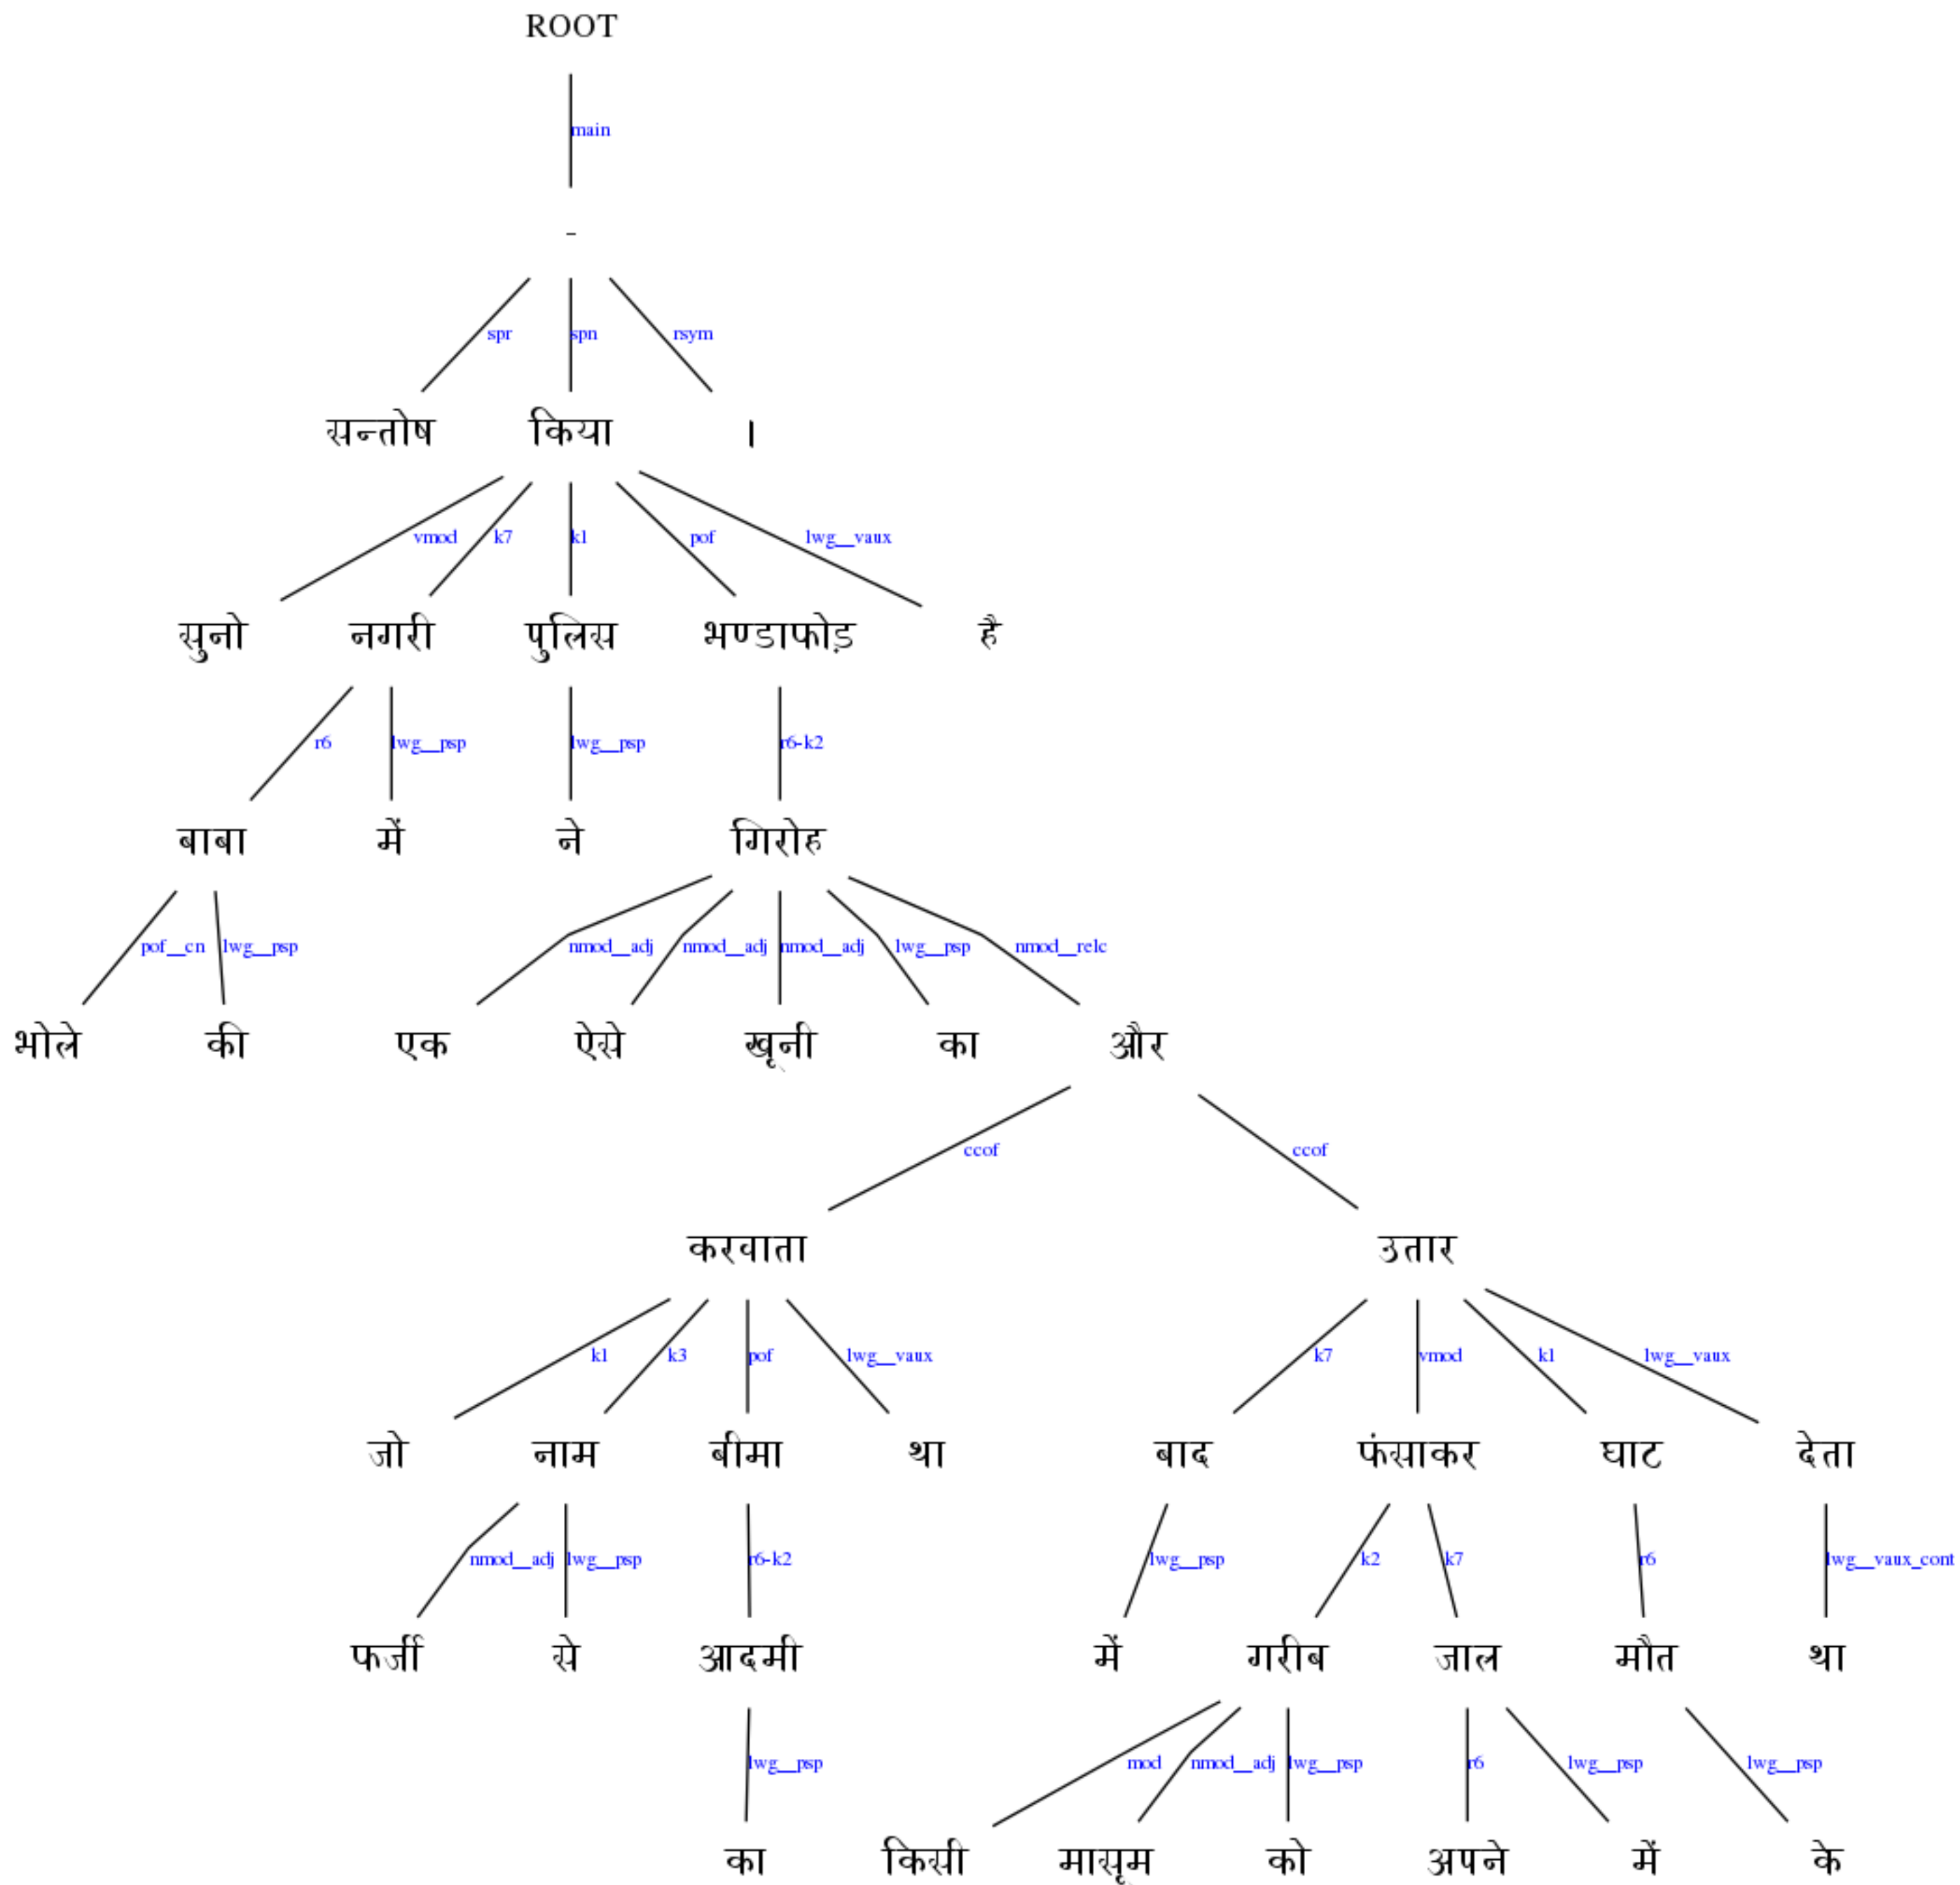 ROOT
main
-
spr spn rsym
सन्तोष किया ।
vmod k7 k1 pof lwg__vaux
सुनो नगरी पुलिस भण्डाफोड़ है
r6 lwg__psp lwg__psp r6-k2
बाबा में ने गिरोह
pof__cn lwg__psp nmod__adj nmod__adj nmod__adj lwg__psp nmod__relc
भोले की एक ऐसे खूनी का और
ccof ccof
करवाता उतार
k1 k3 pof lwg__vaux k7 vmod k1 lwg__vaux
जो नाम बीमा था बाद फंसाकर घाट देता
nmod__adj lwg__psp r6-k2 lwg__psp k2 k7 r6 lwg__vaux_cont
फर्जी से आदमी में गरीब जाल मौत था
lwg__psp mod nmod__adj lwg__psp r6 lwg__psp lwg__psp
का किसी मासूम को अपने में के